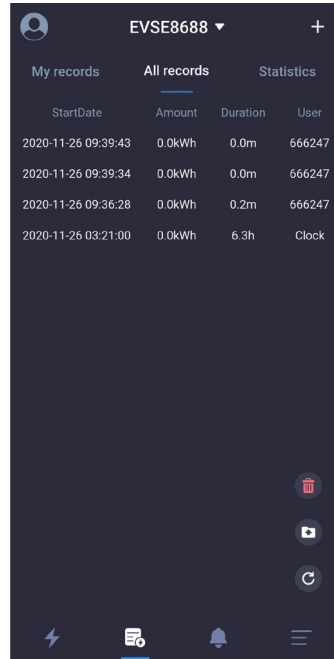 EVSE8688
My records All records Statistics
StartDate Amount Duration User
2020-11-26 09:39:43 0.0kWh 0.0m 666247
2020-11-26 09:39:34 0.0kWh 0.0m 666247
2020-11-26 09:36:28 0.0kWh 0.2m 666247
2020-11-26 03:21:00 0.0kWh 6.3h Clock